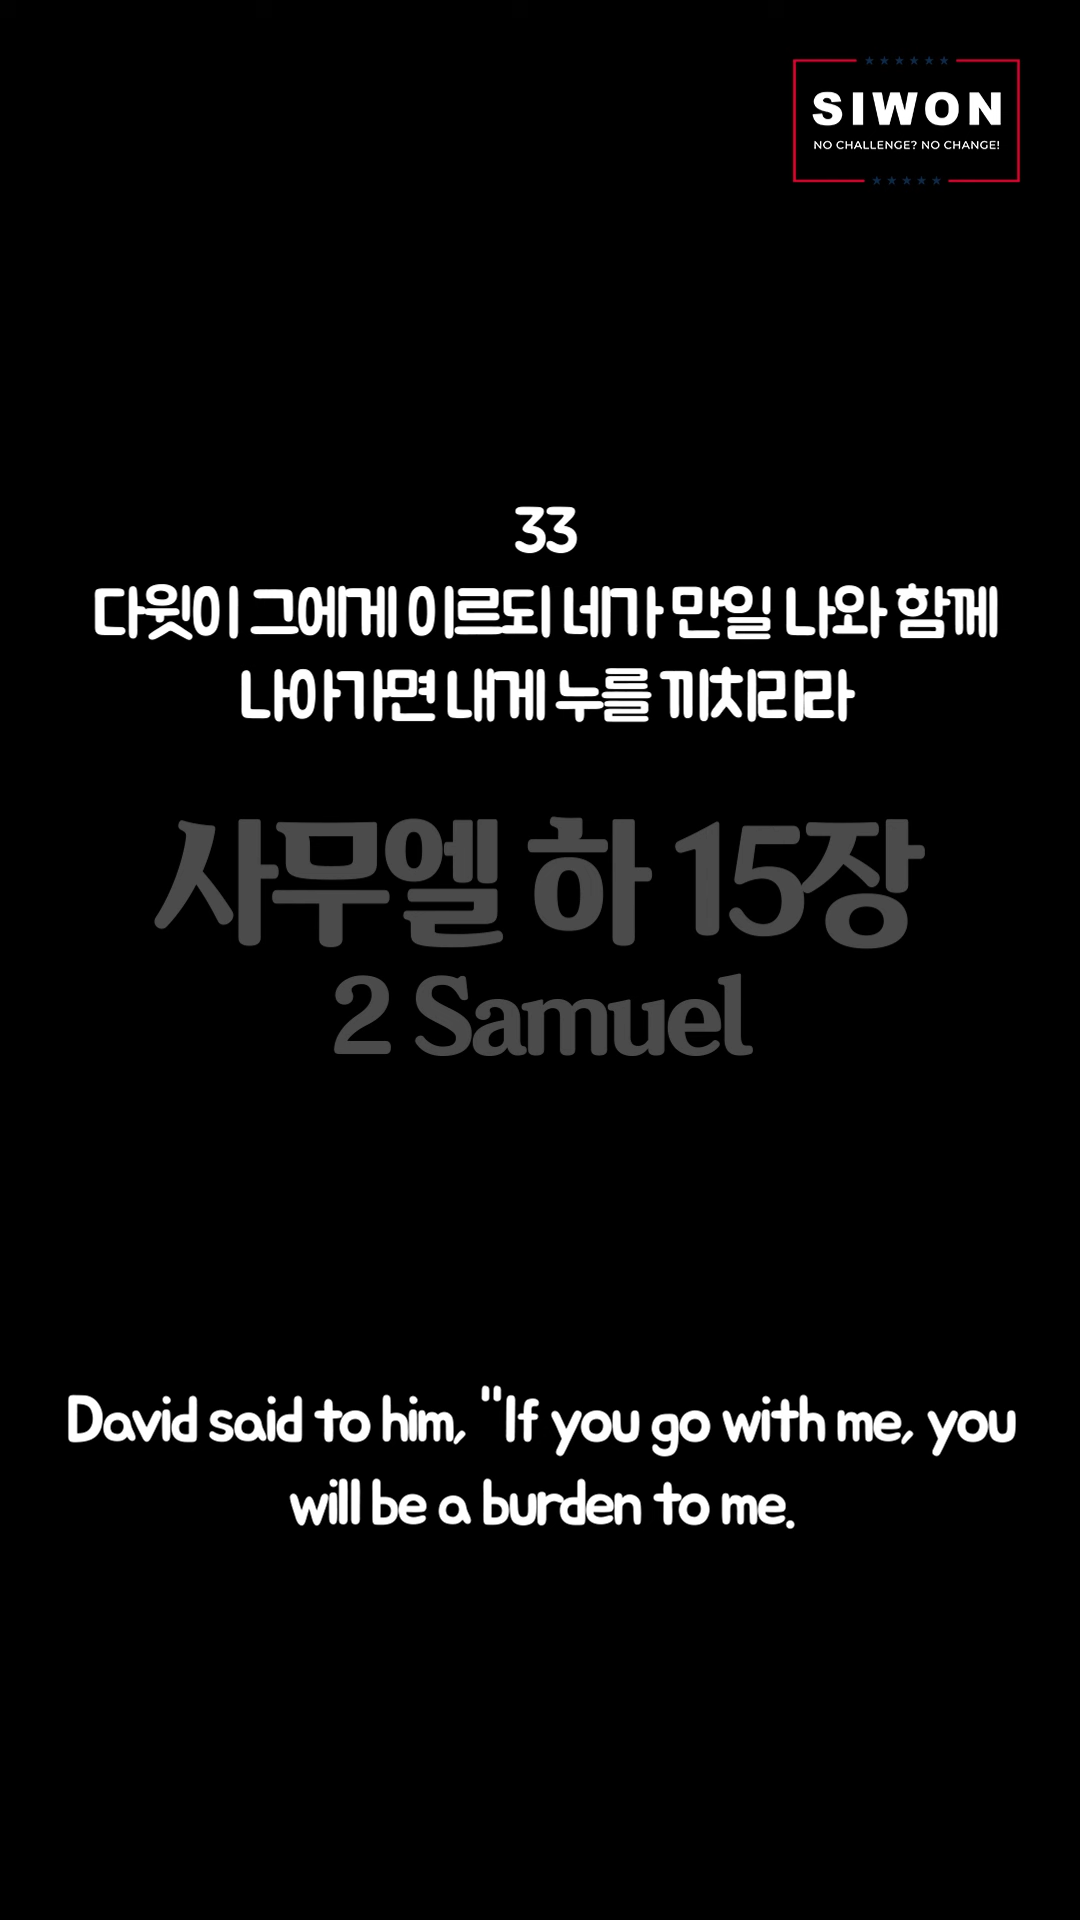 SIWON
NO CHALLENGE? NO CHANGE!
33
다윗이 그에게 이르되 네가 만일 나와 함께
나아가면 내게 누를 끼치리라
사무엘 하 15장
2 Samuel
David said to him, "If you go with me, you
will be a burden to me.